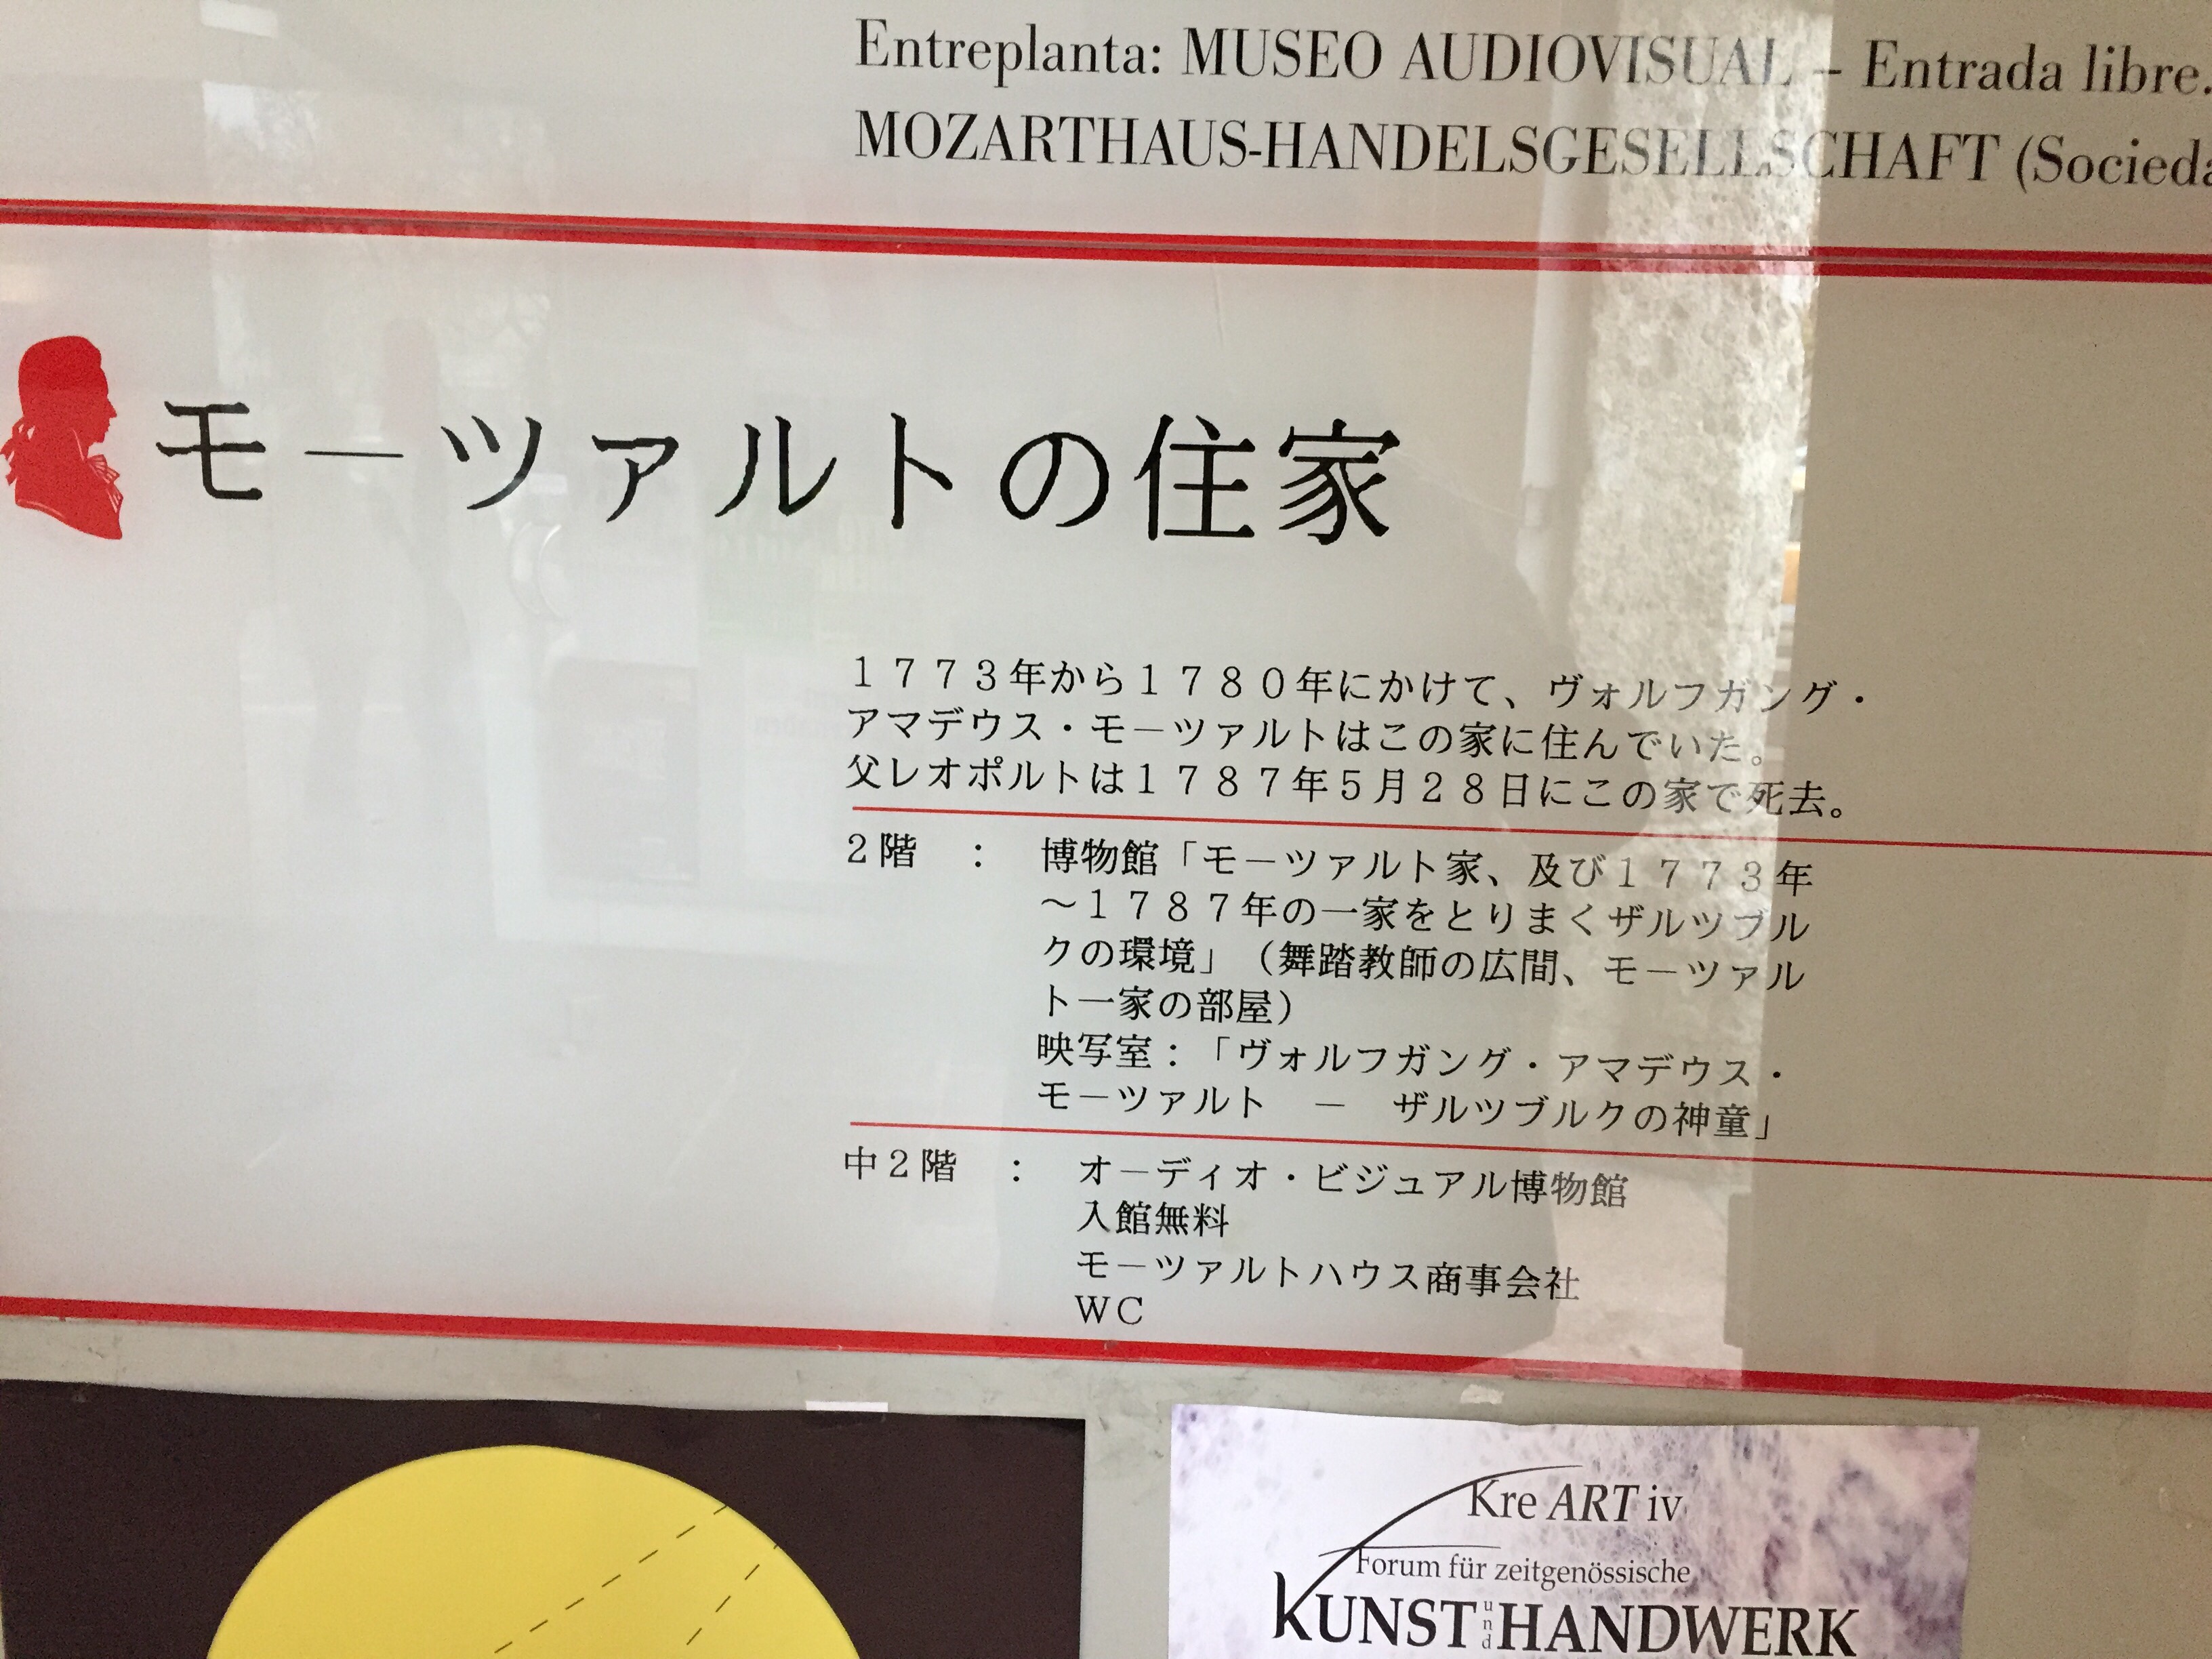 Entreplanta: MUSEO AUDIOVISUAL – Entrada libre.
MOZARTHAUS-HANDELSGESELLSCHAFT (Socieda
モーツァルトの住家
１７７３年から１７８０年にかけて、ヴォルフガング・
アマデウス・モーツァルトはこの家に住んでいた。
父レオポルトは１７８７年５月２８日にこの家で死去。
２階 ： 博物館「モーツァルト家、及び１７７３年
～１７８７年の一家をとりまくザルツブル
クの環境」（舞踏教師の広間、モーツァル
ト一家の部屋）
映写室：「ヴォルフガング・アマデウス・
モーツァルト － ザルツブルクの神童」
中２階 ： オーディオ・ビジュアル博物館
入館無料
モーツァルトハウス商事会社
ＷＣ
Kre ART iv
Forum für zeitgenössische
KUNST und HANDWERK